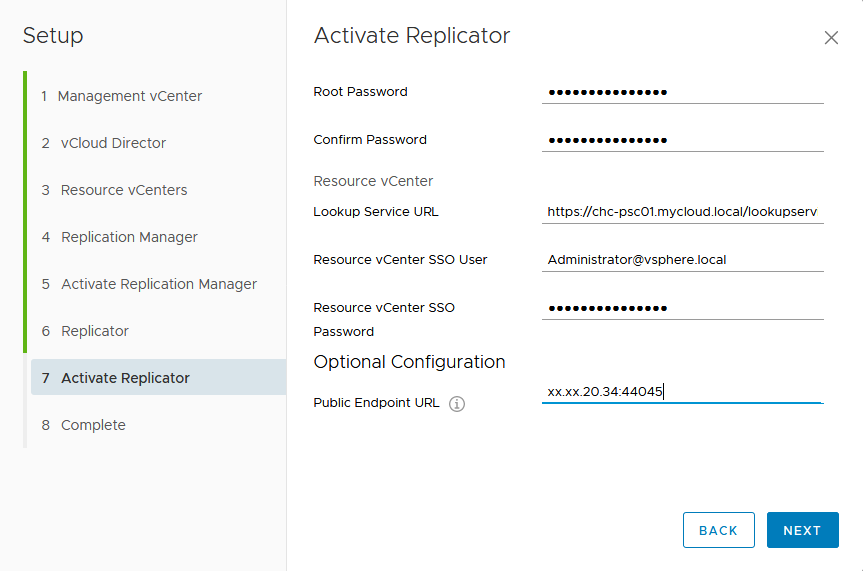 Setup
1 Management vCenter
2 vCloud Director
3 Resource vCenters
4 Replication Manager
5 Activate Replication Manager
6 Replicator
7 Activate Replicator
8 Complete
Activate Replicator
Root Password ●●●●●●●●●●●●●●●
Confirm Password ●●●●●●●●●●●●●●●
Resource vCenter
Lookup Service URL https://chc-psc01.mycloud.local/lookupserv
Resource vCenter SSO User Administrator@vsphere.local
Resource vCenter SSO ●●●●●●●●●●●●●●●
Password
Optional Configuration
Public Endpoint URL xx.xx.20.34:44045
BACK NEXT